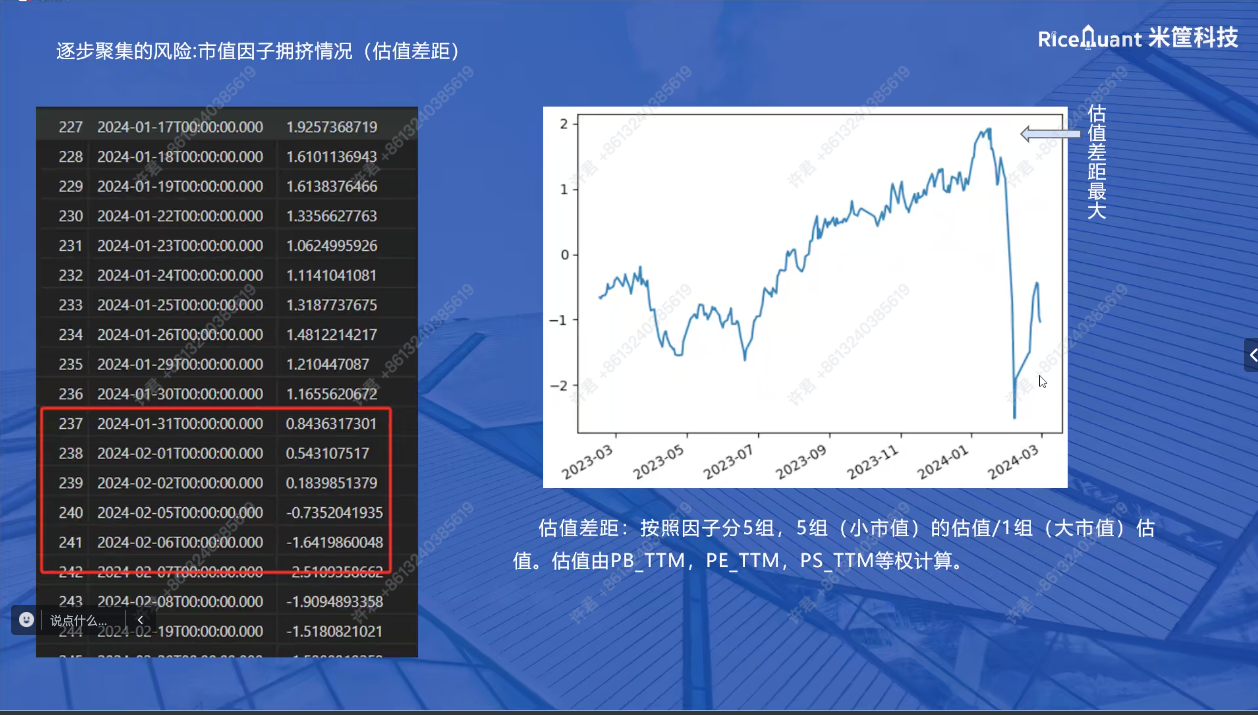 逐步聚集的风险:市值因子拥挤情况（估值差距）
RiceQuant 米筐科技
227 2024-01-17T00:00:00.000 1.9257368719
228 2024-01-18T00:00:00.000 1.6101136943
229 2024-01-19T00:00:00.000 1.6138376466
230 2024-01-22T00:00:00.000 1.3356627763
231 2024-01-23T00:00:00.000 1.0624995926
232 2024-01-24T00:00:00.000 1.1141041081
233 2024-01-25T00:00:00.000 1.3187737675
234 2024-01-26T00:00:00.000 1.4812214217
235 2024-01-29T00:00:00.000 1.210447087
236 2024-01-30T00:00:00.000 1.1655620672
237 2024-01-31T00:00:00.000 0.8436317301
238 2024-02-01T00:00:00.000 0.543107517
239 2024-02-02T00:00:00.000 0.1839851379
240 2024-02-05T00:00:00.000 -0.7352041935
241 2024-02-06T00:00:00.000 -1.6419860048
242 2024-02-07T00:00:00.000
243 2024-02-08T00:00:00.000 -1.9094893358
244 2024-02-19T00:00:00.000 -1.5180821021
说点什么...
2
1
0
−1
−2
2023-03
2023-05
2023-07
2023-09
2023-11
2024-01
2024-03
估值差距最大
估值差距：按照因子分5组，5组（小市值）的估值/1组（大市值）估
值。估值由PB_TTM，PE_TTM，PS_TTM等权计算。
许君 +8613240385619